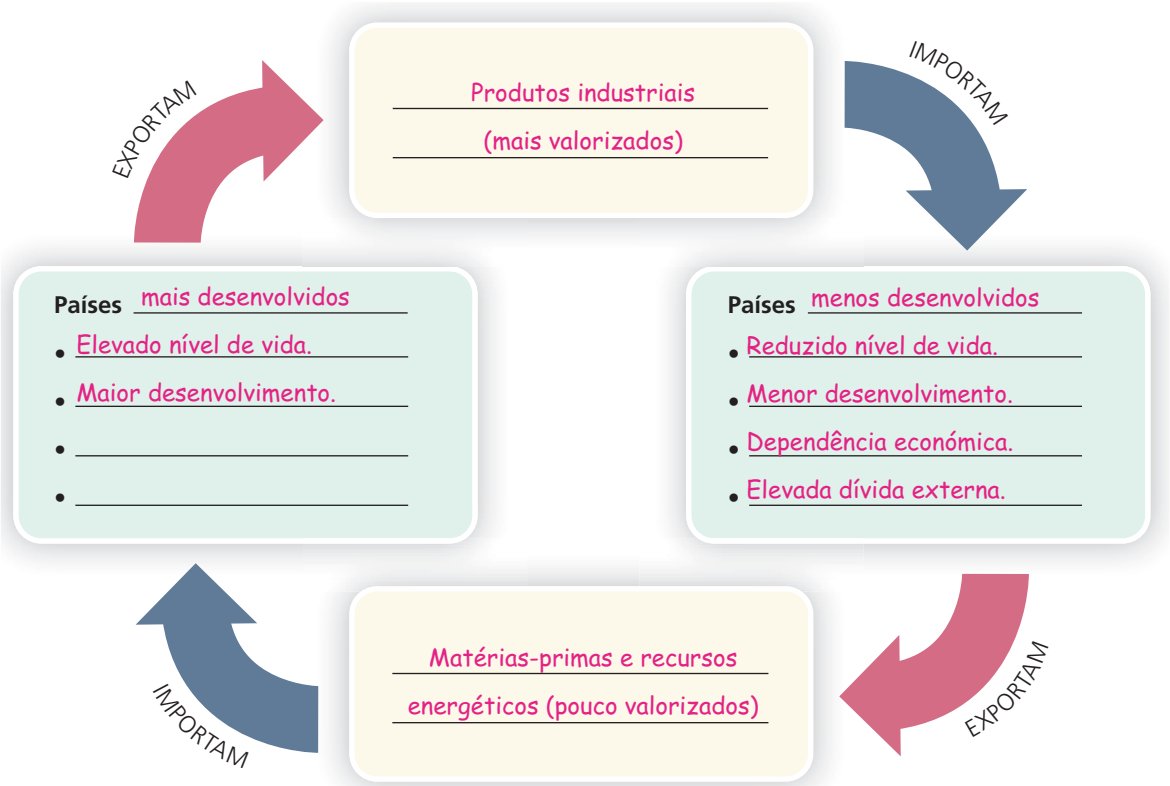 EXPORTAM
Produtos industriais
(mais valorizados)
IMPORTAM
Países mais desenvolvidos
• Elevado nível de vida.
• Maior desenvolvimento.
•
•
Países menos desenvolvidos
• Reduzido nível de vida.
• Menor desenvolvimento.
• Dependência económica.
• Elevada dívida externa.
IMPORTAM
Matérias-primas e recursos
energéticos (pouco valorizados)
EXPORTAM